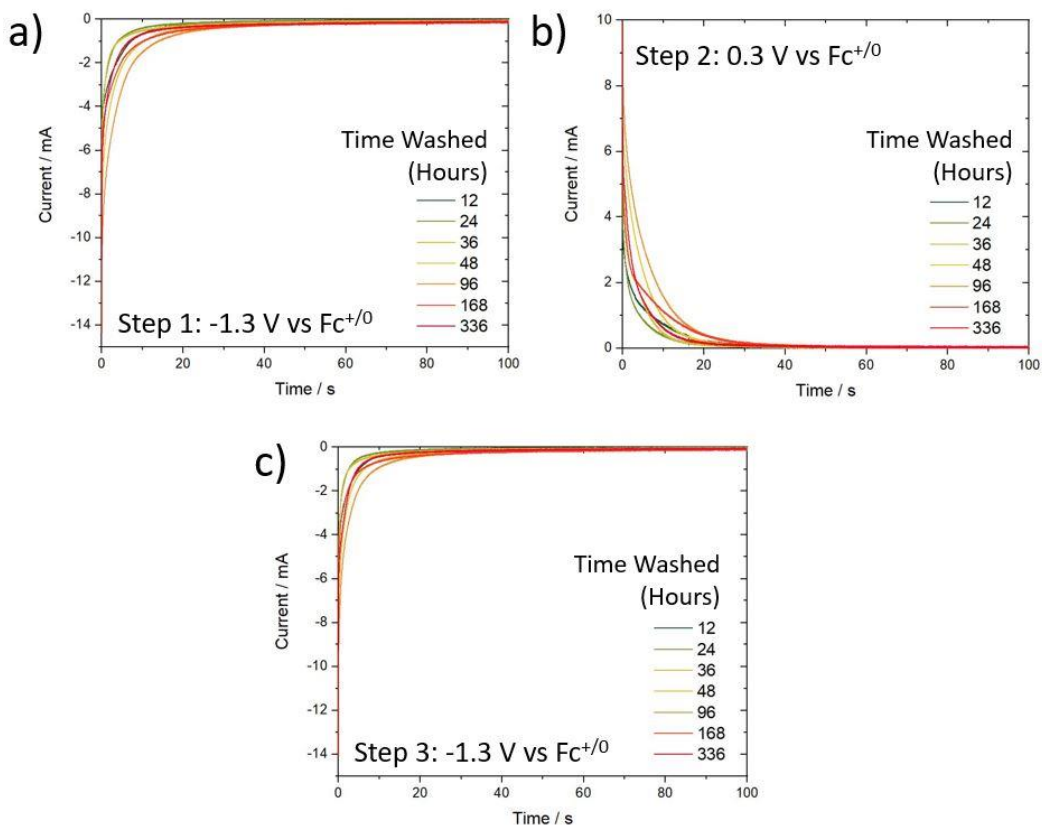 a)
0
-2
-4
-6
-8
-10
-12
-14
Current / mA
Time Washed
(Hours)
12
24
36
48
96
168
336
Step 1: -1.3 V vs Fc+/0
0 20 40 60 80 100
Time / s
b)
10
8
6
4
2
0
Current / mA
Step 2: 0.3 V vs Fc+/0
Time Washed
(Hours)
12
24
36
48
96
168
336
0 20 40 60 80 100
Time / s
c)
0
-2
-4
-6
-8
-10
-12
-14
Current / mA
Time Washed
(Hours)
12
24
36
48
96
168
336
Step 3: -1.3 V vs Fc+/0
0 20 40 60 80 100
Time / s